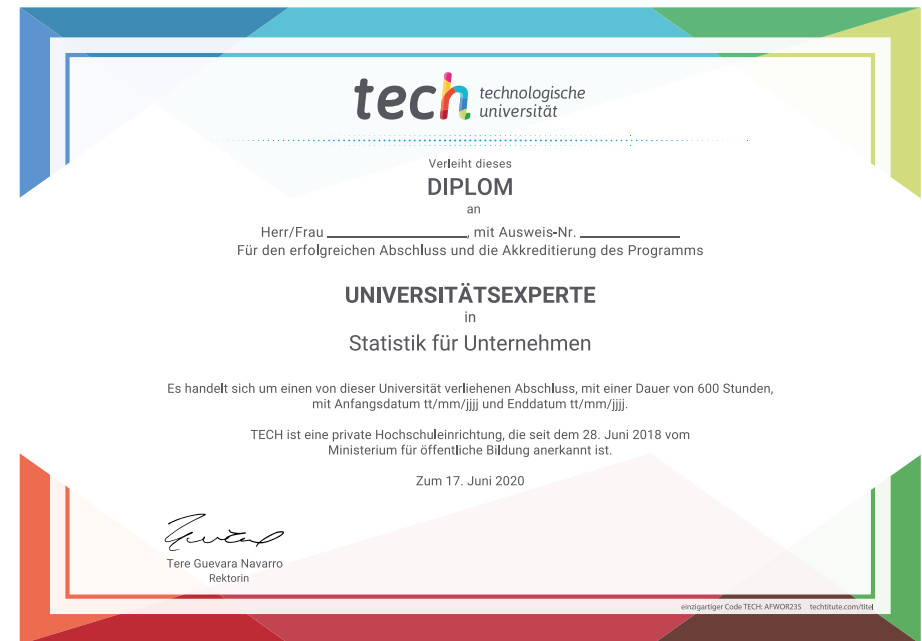 tech technologische
universität
Verleiht dieses
DIPLOM
an
Herr/Frau ____________________, mit Ausweis-Nr. ______________
Für den erfolgreichen Abschluss und die Akkreditierung des Programms
UNIVERSITÄTSEXPERTE
in
Statistik für Unternehmen
Es handelt sich um einen von dieser Universität verliehenen Abschluss, mit einer Dauer von 600 Stunden,
mit Anfangsdatum tt/mm/jjjj und Enddatum tt/mm/jjjj.
TECH ist eine private Hochschuleinrichtung, die seit dem 28. Juni 2018 vom
Ministerium für öffentliche Bildung anerkannt ist.
Zum 17. Juni 2020
Tere Guevara Navarro
Rektorin
einzigartiger Code TECH: AFWOR23S techtitute.com/titel